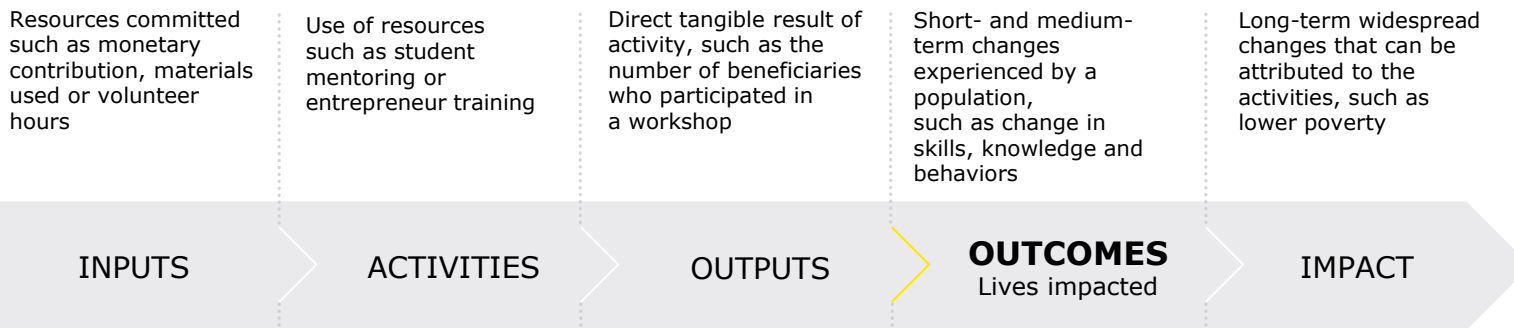 Resources committed
such as monetary
contribution, materials
used or volunteer
hours
Use of resources
such as student
mentoring or
entrepreneur training
Direct tangible result of
activity, such as the
number of beneficiaries
who participated in
a workshop
Short- and medium-
term changes
experienced by a
population,
such as change in
skills, knowledge and
behaviors
Long-term widespread
changes that can be
attributed to the
activities, such as
lower poverty
INPUTS
ACTIVITIES
OUTPUTS
OUTCOMES
Lives impacted
IMPACT